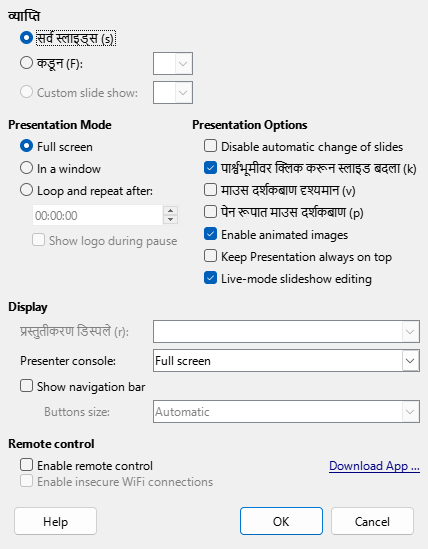 व्याप्ति
सर्व स्लाइड्स (s)
कडून (F):
Custom slide show:
Presentation Mode
Full screen
In a window
Loop and repeat after:
00:00:00
Show logo during pause
Presentation Options
Disable automatic change of slides
पार्श्वभूमीवर क्लिक करून स्लाइड बदला (k)
माउस दर्शकबाण दृश्यमान (v)
पेन रूपात माउस दर्शकबाण (p)
Enable animated images
Keep Presentation always on top
Live-mode slideshow editing
Display
प्रस्तुतीकरण डिस्पले (r):
Presenter console: Full screen
Show navigation bar
Buttons size: Automatic
Remote control
Enable remote control Download App ...
Enable insecure WiFi connections
Help OK Cancel